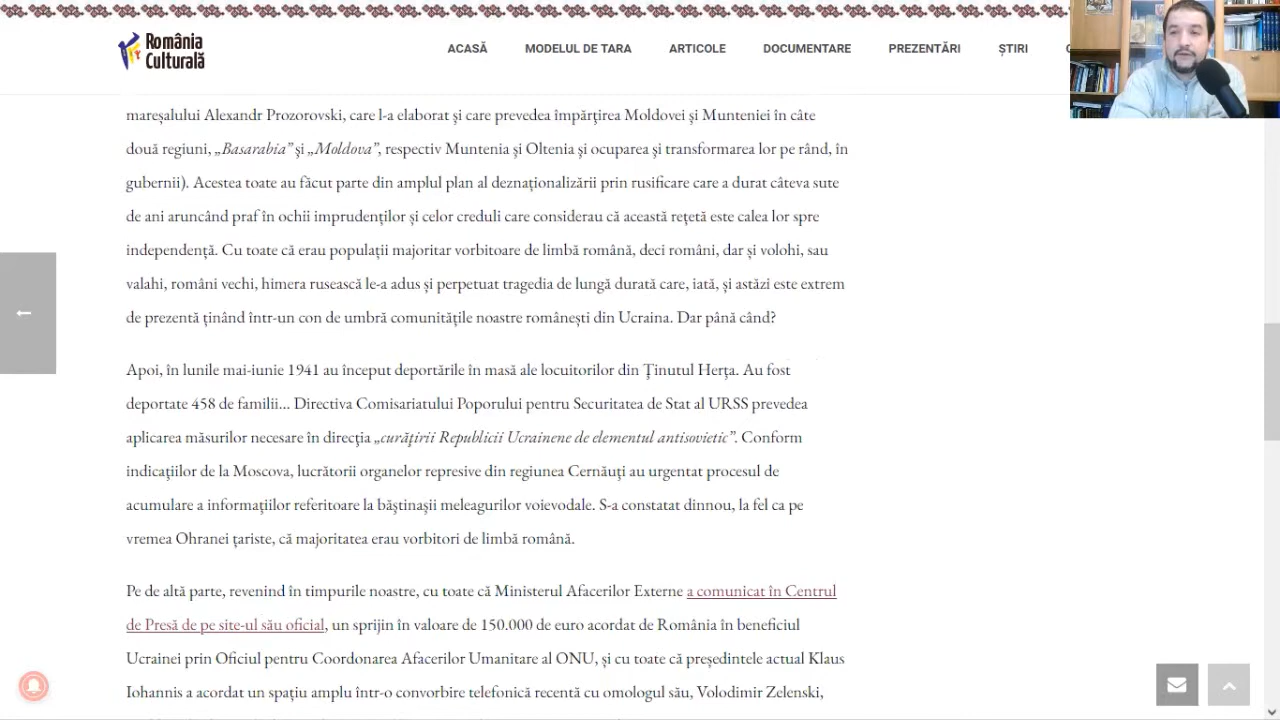 România
Culturală
ACASĂ MODELUL DE TARA ARTICOLE DOCUMENTARE PREZENTĂRI ȘTIRI
mareșalului Alexandr Prozorovski, care l-a elaborat şi care prevedea împărţirea Moldovei şi Munteniei în câte
două regiuni, „Basarabia” şi „Moldova”, respectiv Muntenia și Oltenia și ocuparea şi transformarea lor pe rând, în
gubernii). Acestea toate au făcut parte din amplul plan al deznaționalizării prin rusificare care a durat câteva sute
de ani aruncând praf în ochii imprudenților și celor creduli care considerau că această rețetă este calea lor spre
independență. Cu toate că erau populații majoritar vorbitoare de limbă română, deci români, dar și volohi, sau
valahi, români vechi, himera rusească le-a adus și perpetuat tragedia de lungă durată care, iată, și astăzi este extrem
de prezentă ținând într-un con de umbră comunitățile noastre românești din Ucraina. Dar până când?
Apoi, în lunile mai-iunie 1941 au început deportările în masă ale locuitorilor din Ținutul Herța. Au fost
deportate 458 de familii... Directiva Comisariatului Poporului pentru Securitatea de Stat al URSS prevedea
aplicarea măsurilor necesare în direcţia „curăţirii Republicii Ucrainene de elementul antisovietic”. Conform
indicaţiilor de la Moscova, lucrătorii organelor represive din regiunea Cernăuţi au urgentat procesul de
acumulare a informaţiilor referitoare la băştinaşii meleagurilor voievodale. S-a constatat dinnou, la fel ca pe
vremea Ohranei țariste, că majoritatea erau vorbitori de limbă română.
Pe de altă parte, revenind în timpurile noastre, cu toate că Ministerul Afacerilor Externe a comunicat în Centrul
de Presă de pe site-ul său oficial, un sprijin în valoare de 150.000 de euro acordat de România în beneficiul
Ucrainei prin Oficiul pentru Coordonarea Afacerilor Umanitare al ONU, și cu toate că președintele actual Klaus
Iohannis a acordat un spațiu amplu într-o convorbire telefonică recentă cu omologul său, Volodimir Zelenski,